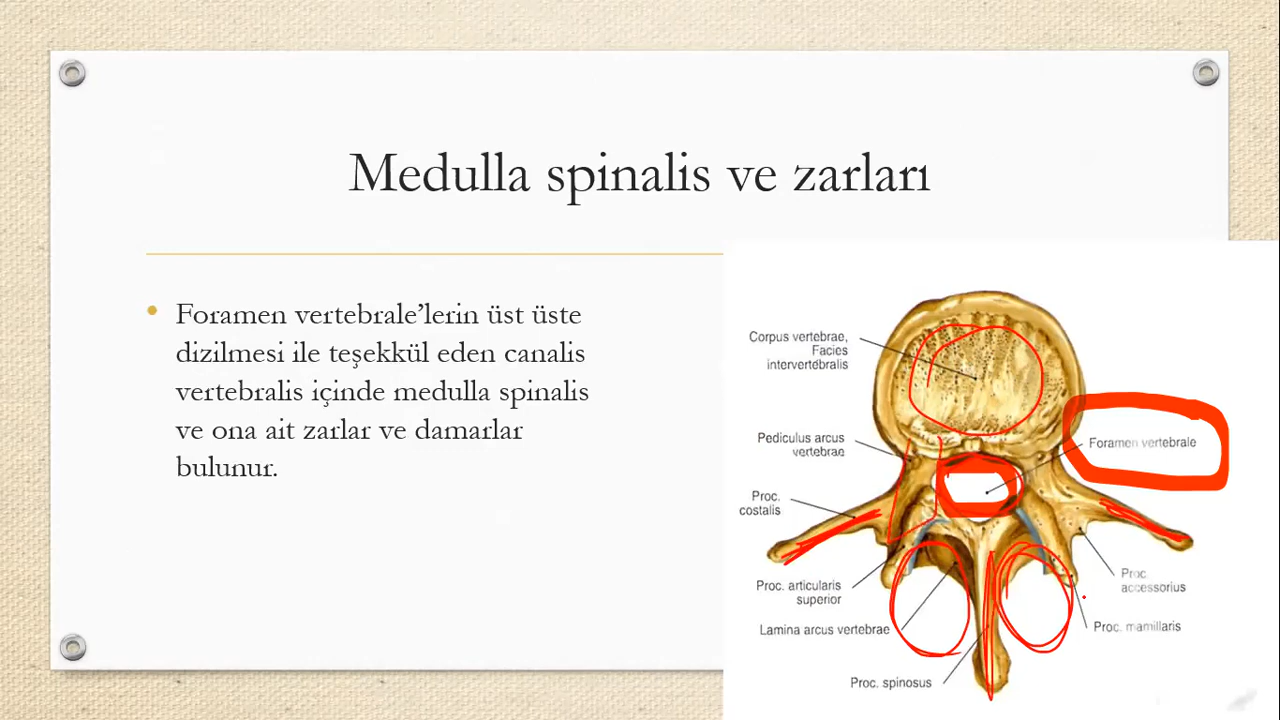 Medulla spinalis ve zarları
• Foramen vertebrale’lerin üst üste
dizilmesi ile teşekkül eden canalis
vertebralis içinde medulla spinalis
ve ona ait zarlar ve damarlar
bulunur.
Corpus vertebrae,
Facies
intervertebralis
Pediculus arcus
vertebrae
Foramen vertebrale
Proc.
costalis
Proc. articularis
superior
Proc.
accessorius
Lamina arcus vertebrae
Proc. mamillaris
Proc. spinosus